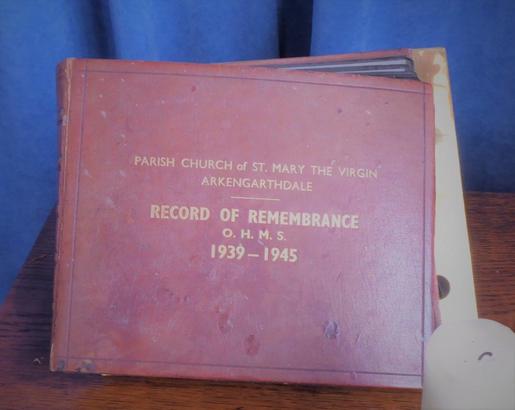 PARISH CHURCH of ST. MARY THE VIRGIN
ARKENGARTHDALE
RECORD OF REMEMBRANCE
O. H. M. S.
1939–1945